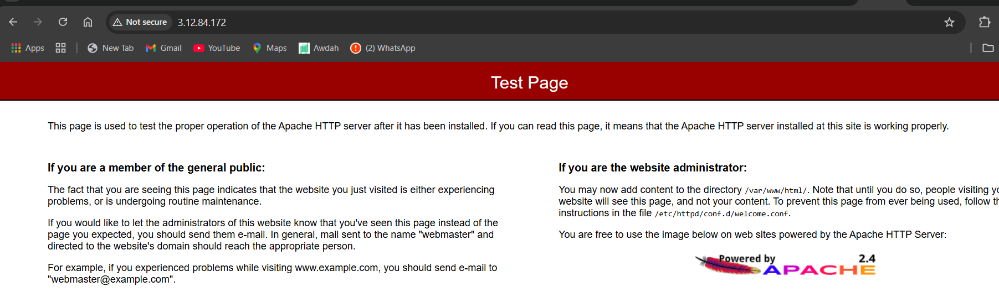 Not secure 3.12.84.172
Apps New Tab Gmail YouTube Maps Awdah (2) WhatsApp
Test Page
This page is used to test the proper operation of the Apache HTTP server after it has been installed. If you can read this page, it means that the Apache HTTP server installed at this site is working properly.
If you are a member of the general public:
The fact that you are seeing this page indicates that the website you just visited is either experiencing
problems, or is undergoing routine maintenance.
If you would like to let the administrators of this website know that you've seen this page instead of the
page you expected, you should send them e-mail. In general, mail sent to the name "webmaster" and
directed to the website's domain should reach the appropriate person.
For example, if you experienced problems while visiting www.example.com, you should send e-mail to
"webmaster@example.com".
If you are the website administrator:
You may now add content to the directory /var/www/html/. Note that until you do so, people visiting
website will see this page, and not your content. To prevent this page from ever being used, follow
instructions in the file /etc/httpd/conf.d/welcome.conf.
You are free to use the image below on web sites powered by the Apache HTTP Server:
Powered by 2.4
APACHE